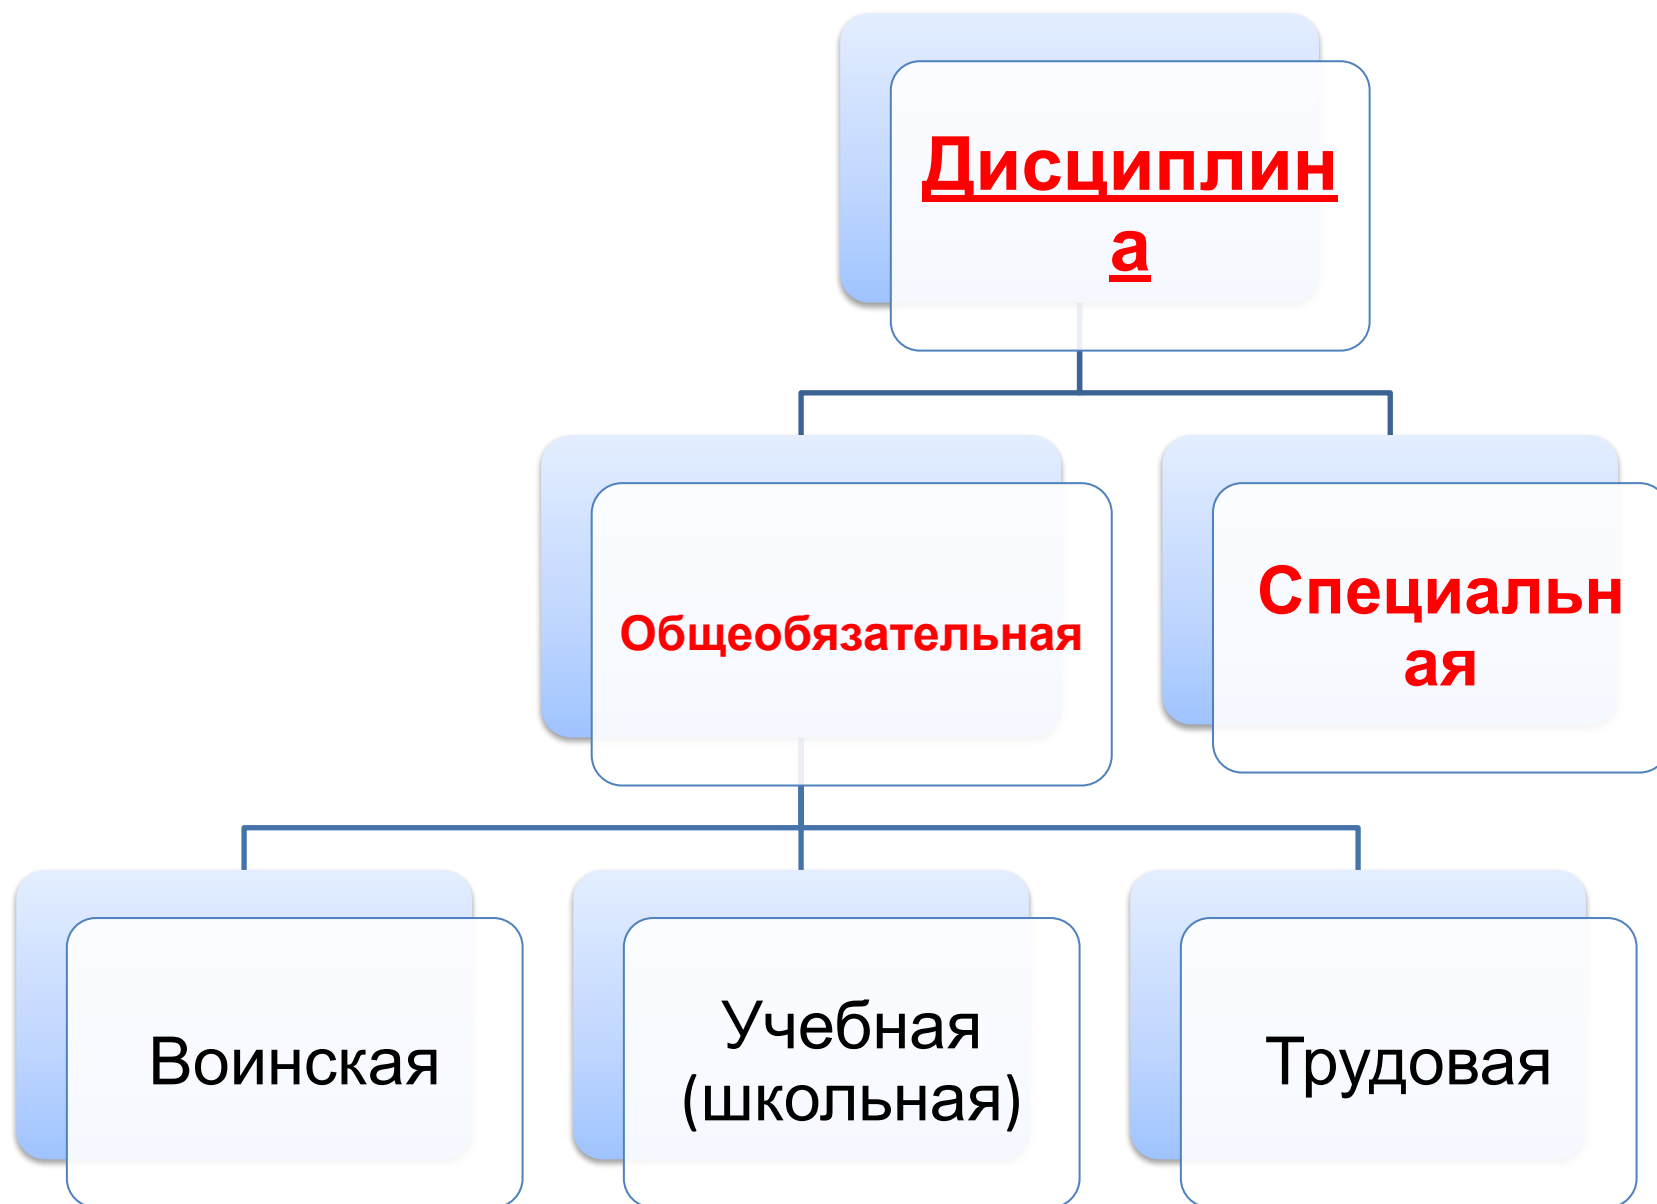 Дисциплин
а
Общеобязательная
Специальн
ая
Воинская
Учебная
(школьная)
Трудовая